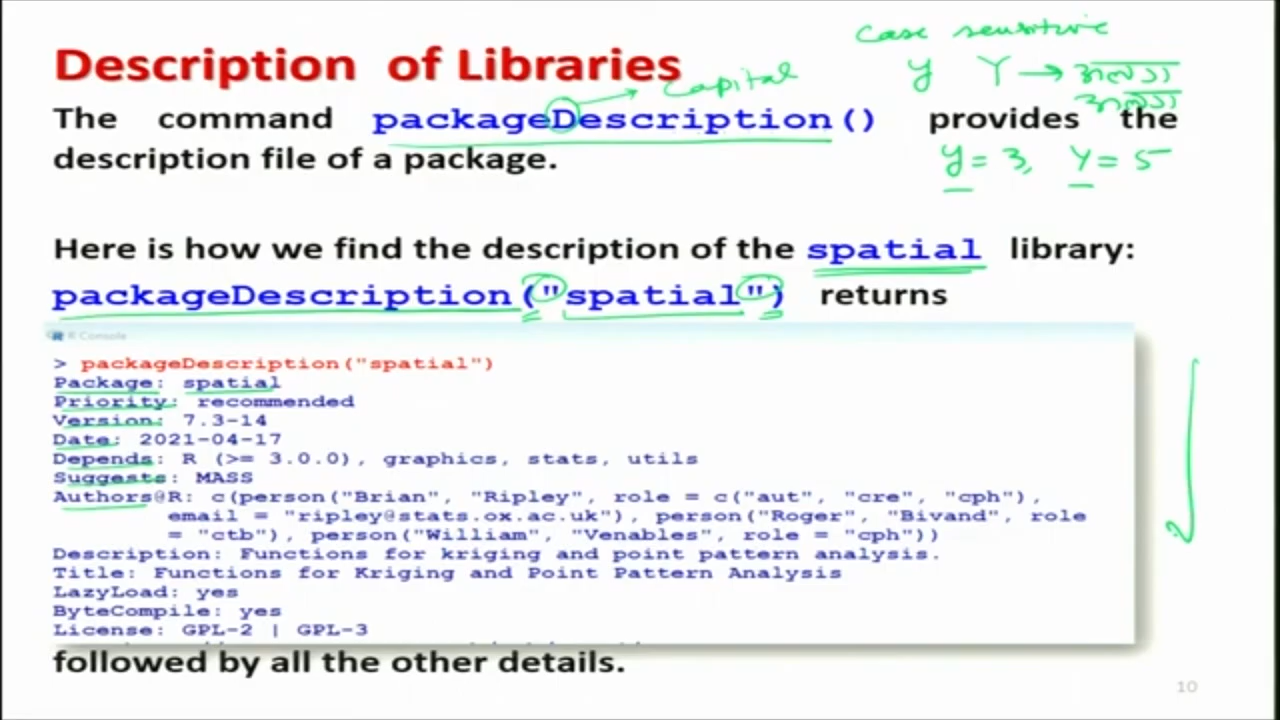 case sensitive
Description of Libraries
capital
y Y → अलग
अलग
The command packageDescription() provides the
description file of a package.
y = 3, Y = 5
Here is how we find the description of the spatial library:
packageDescription("spatial") returns
R Console
> packageDescription("spatial")
Package: spatial
Priority: recommended
Version: 7.3-14
Date: 2021-04-17
Depends: R (>= 3.0.0), graphics, stats, utils
Suggests: MASS
Authors@R: c(person("Brian", "Ripley", role = c("aut", "cre", "cph"),
email = "ripley@stats.ox.ac.uk"), person("Roger", "Bivand", role
= "ctb"), person("William", "Venables", role = "cph"))
Description: Functions for kriging and point pattern analysis.
Title: Functions for Kriging and Point Pattern Analysis
LazyLoad: yes
ByteCompile: yes
License: GPL-2 | GPL-3
followed by all the other details.
10